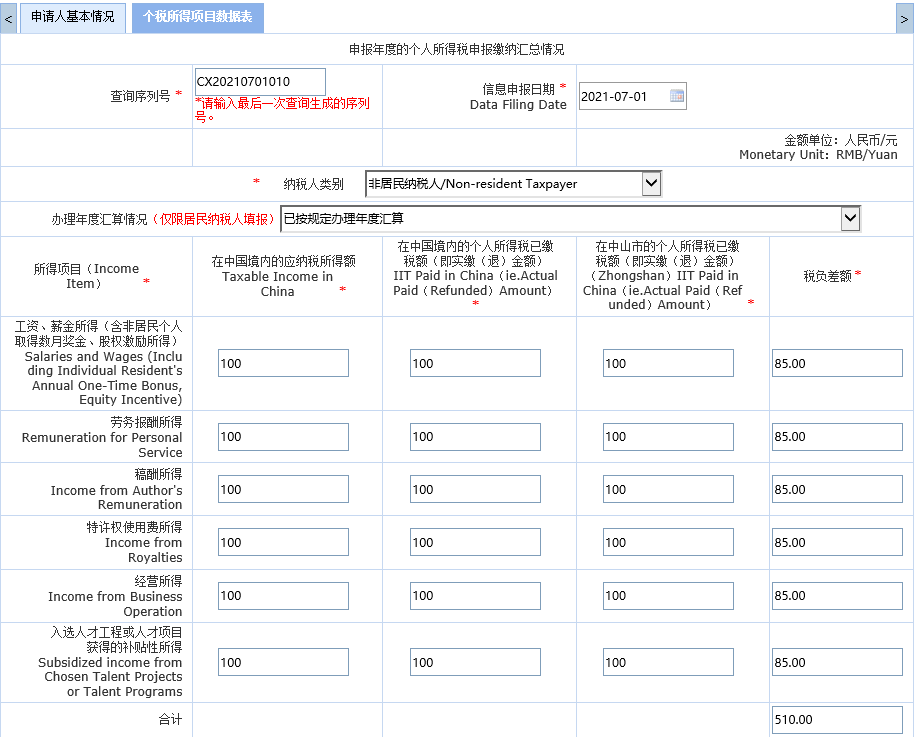 <
申请人基本情况
个税所得项目数据表
>
申报年度的个人所得税申报缴纳汇总情况
查询序列号 *
CX20210701010
*请输入最后一次查询生成的序列
号。
信息申报日期 *
Data Filing Date
2021-07-01
金额单位：人民币/元
Monetary Unit：RMB/Yuan
* 纳税人类别
非居民纳税人/Non-resident Taxpayer
办理年度汇算情况（仅限居民纳税人填报）
已按规定办理年度汇算
所得项目（Income
Item） *
在中国境内的应纳税所得额
Taxable Income in
China *
在中国境内的个人所得税已缴
税额（即实缴（退）金额）
IIT Paid in China（ie.Actual
Paid（Refunded）Amount）
*
在中山市的个人所得税已缴
税额（即实缴（退）金额）
（Zhongshan）IIT Paid in
China（ie.Actual Paid（Ref
unded）Amount） *
税负差额 *
工资、薪金所得（含非居民个人
取得数月奖金、股权激励所得）
Salaries and Wages (Inclu
ding Individual Resident's
Annual One-Time Bonus,
Equity Incentive)
100
100
100
85.00
劳务报酬所得
Remuneration for Personal
Service
100
100
100
85.00
稿酬所得
Income from Author's
Remuneration
100
100
100
85.00
特许权使用费所得
Income from
Royalties
100
100
100
85.00
经营所得
Income from Business
Operation
100
100
100
85.00
入选人才工程或人才项目
获得的补贴性所得
Subsidized income from
Chosen Talent Projects
or Talent Programs
100
100
100
85.00
合计
510.00